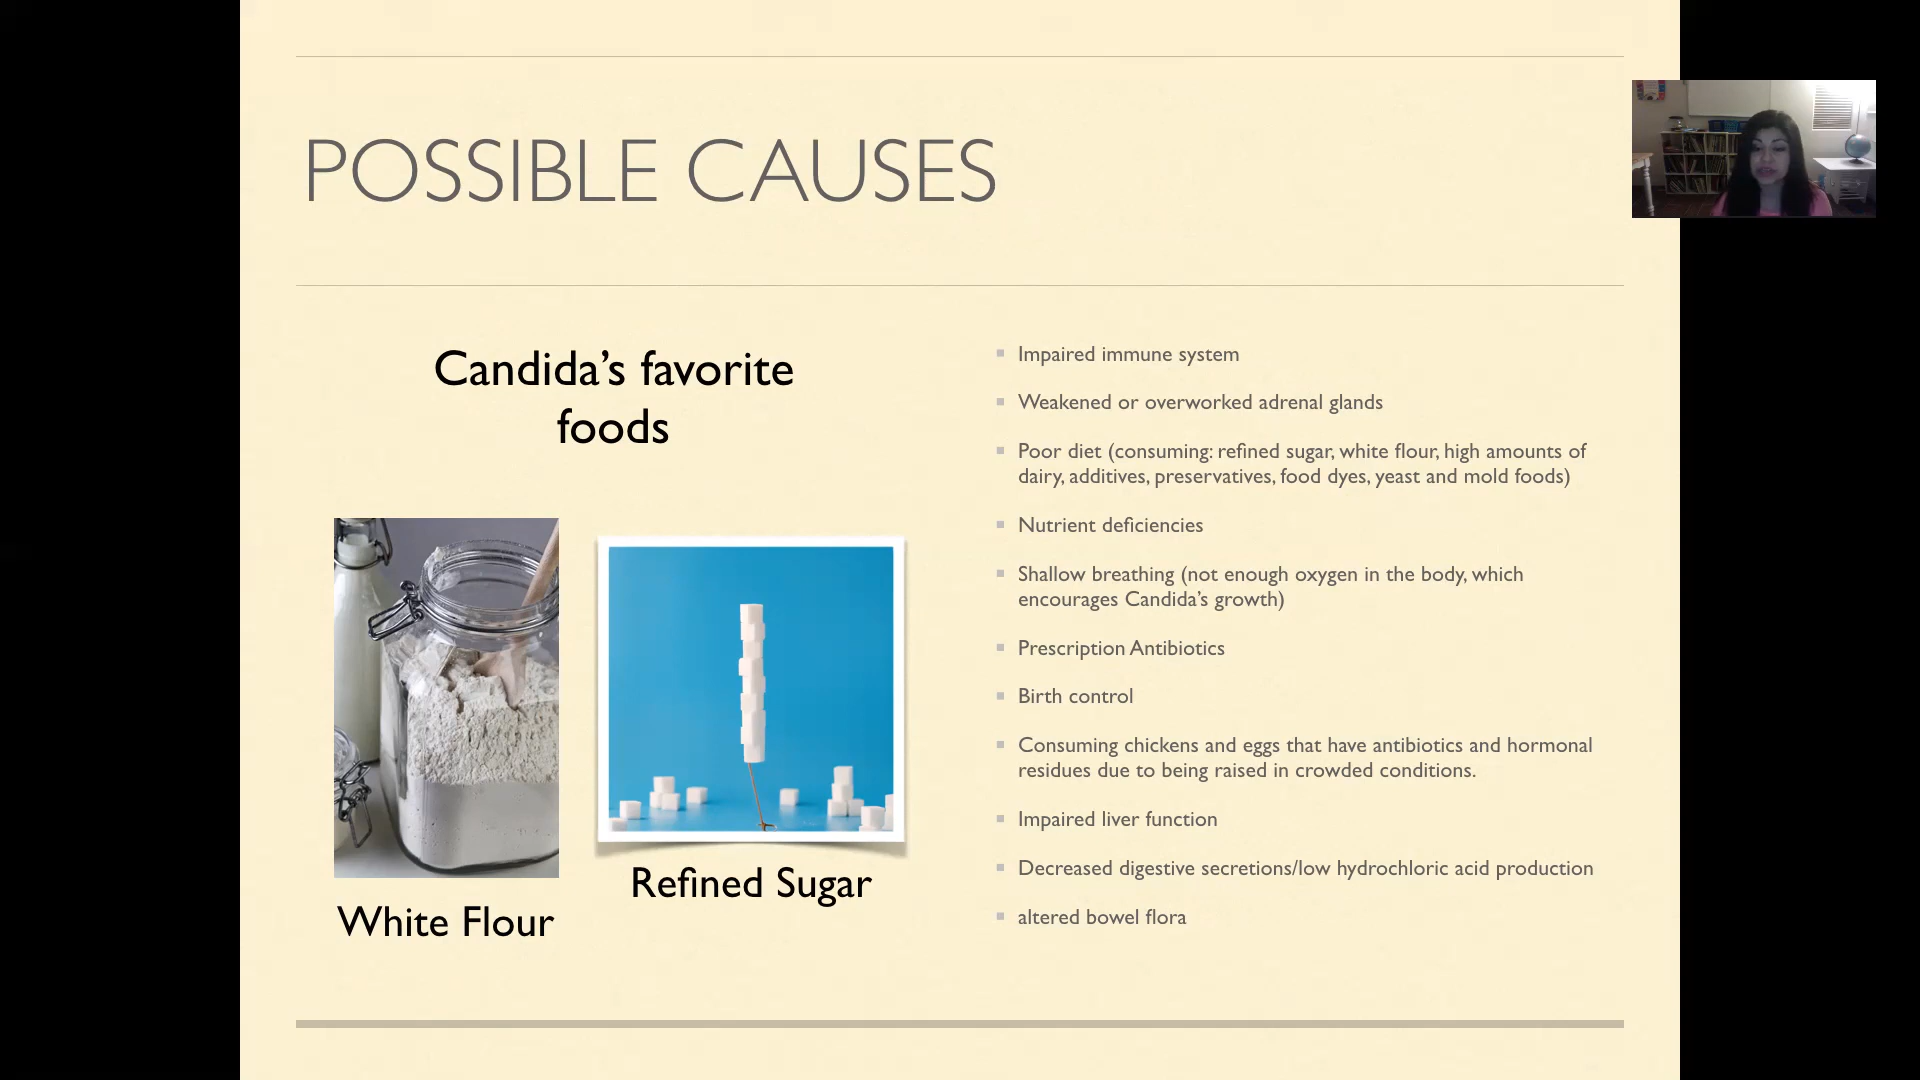 POSSIBLE CAUSES
Candida’s favorite
foods
White Flour
Refined Sugar
Impaired immune system
Weakened or overworked adrenal glands
Poor diet (consuming: refined sugar, white flour, high amounts of
dairy, additives, preservatives, food dyes, yeast and mold foods)
Nutrient deficiencies
Shallow breathing (not enough oxygen in the body, which
encourages Candida’s growth)
Prescription Antibiotics
Birth control
Consuming chickens and eggs that have antibiotics and hormonal
residues due to being raised in crowded conditions.
Impaired liver function
Decreased digestive secretions/low hydrochloric acid production
altered bowel flora